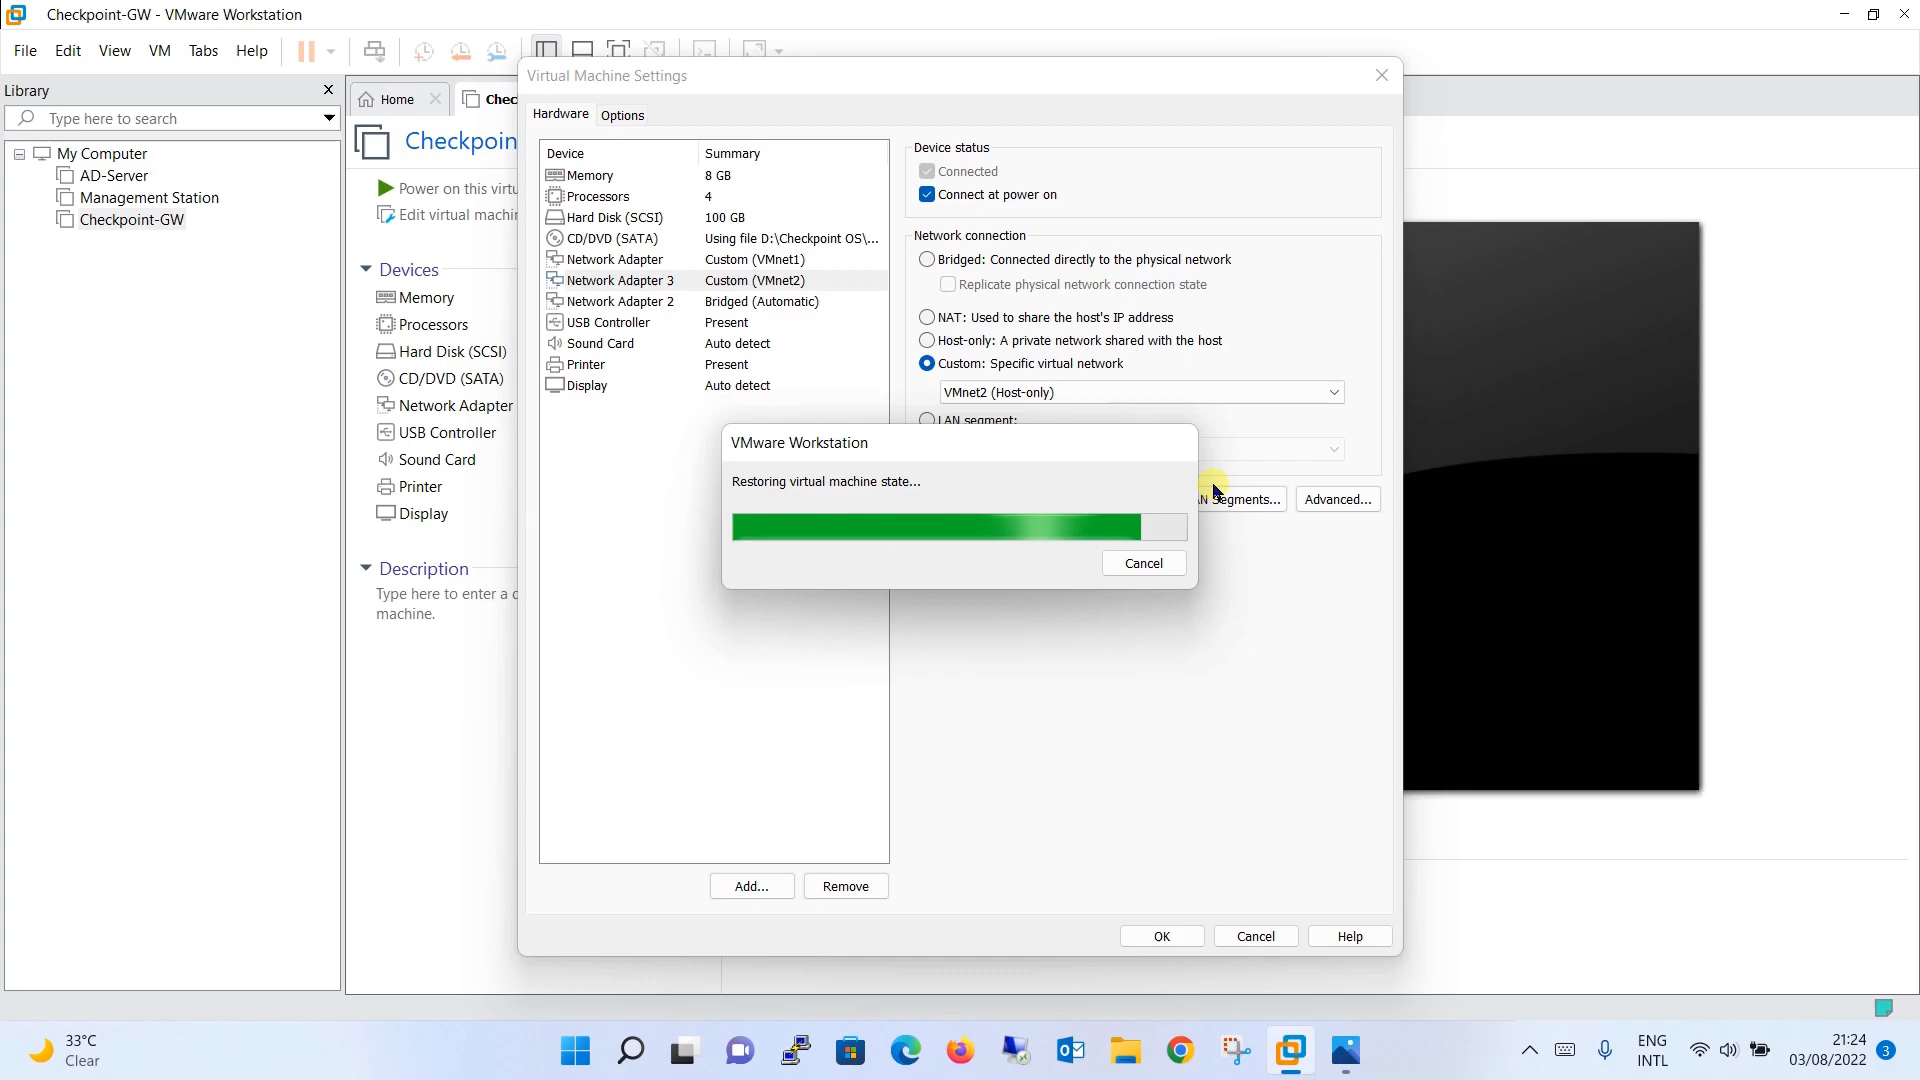 Checkpoint-GW - VMware Workstation
File Edit View VM Tabs Help
Library
Type here to search
My Computer
AD-Server
Management Station
Checkpoint-GW
Home
Chec
Checkpoin
Power on this virtu
Edit virtual machin
Devices
Memory
Processors
Hard Disk (SCSI)
CD/DVD (SATA)
Network Adapter
USB Controller
Sound Card
Printer
Display
Description
Type here to enter a d
machine.
Virtual Machine Settings
Hardware Options
Device Summary
Memory 8 GB
Processors 4
Hard Disk (SCSI) 100 GB
CD/DVD (SATA) Using file D:\Checkpoint OS\...
Network Adapter Custom (VMnet1)
Network Adapter 3 Custom (VMnet2)
Network Adapter 2 Bridged (Automatic)
USB Controller Present
Sound Card Auto detect
Printer Present
Display Auto detect
Add... Remove
Device status
Connected
Connect at power on
Network connection
Bridged: Connected directly to the physical network
Replicate physical network connection state
NAT: Used to share the host's IP address
Host-only: A private network shared with the host
Custom: Specific virtual network
VMnet2 (Host-only)
LAN segment:
AN Segments... Advanced...
VMware Workstation
Restoring virtual machine state...
Cancel
OK Cancel Help
33°C
Clear
ENG
INTL
21:24
03/08/2022
3